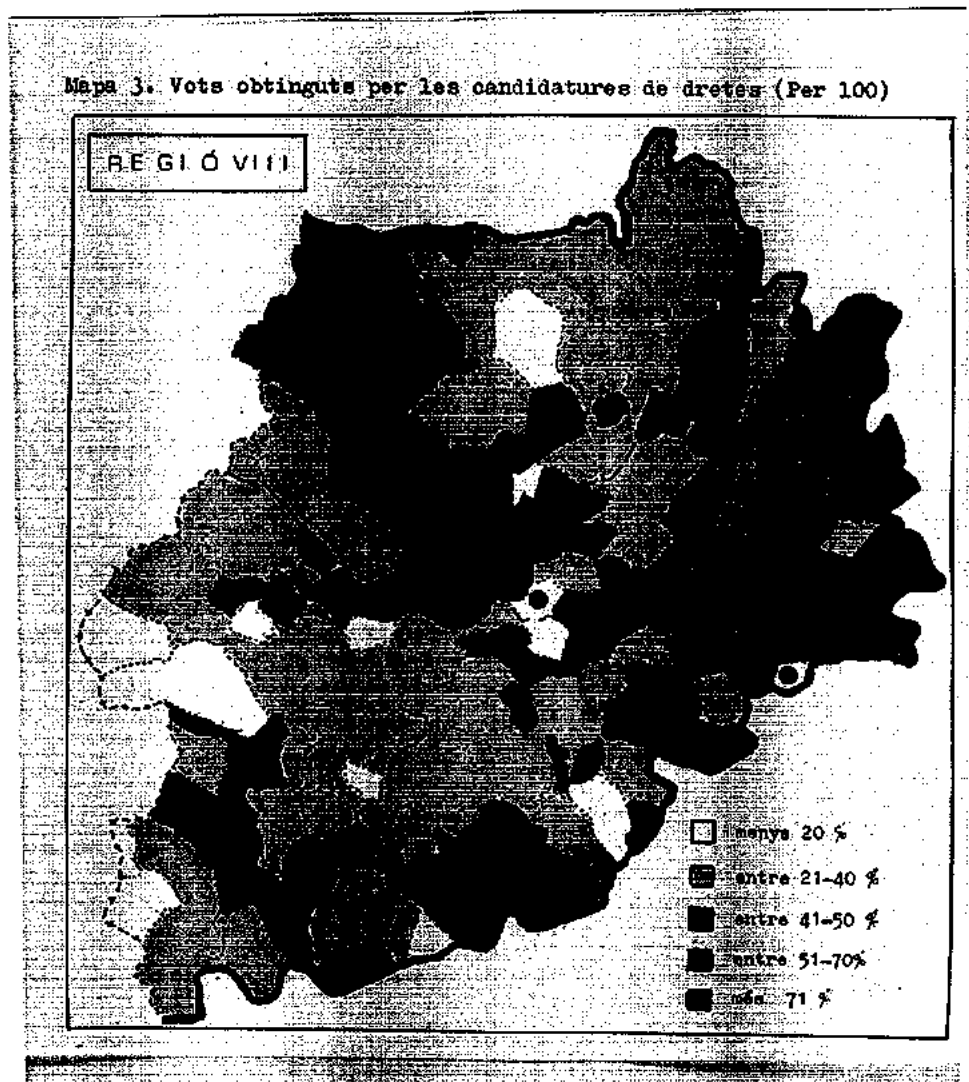 Mapa 3. Vots obtinguts per les candidatures de dretes (Per 100)
REGIÓ VIII
menys 20 %
entre 21-40 %
entre 41-50 %
entre 51-70%
més 71 %